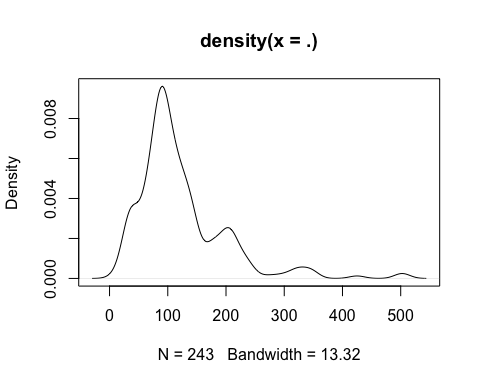 density(x = .)
Density
0.008
0.004
0.000
0 100 200 300 400 500
N = 243 Bandwidth = 13.32